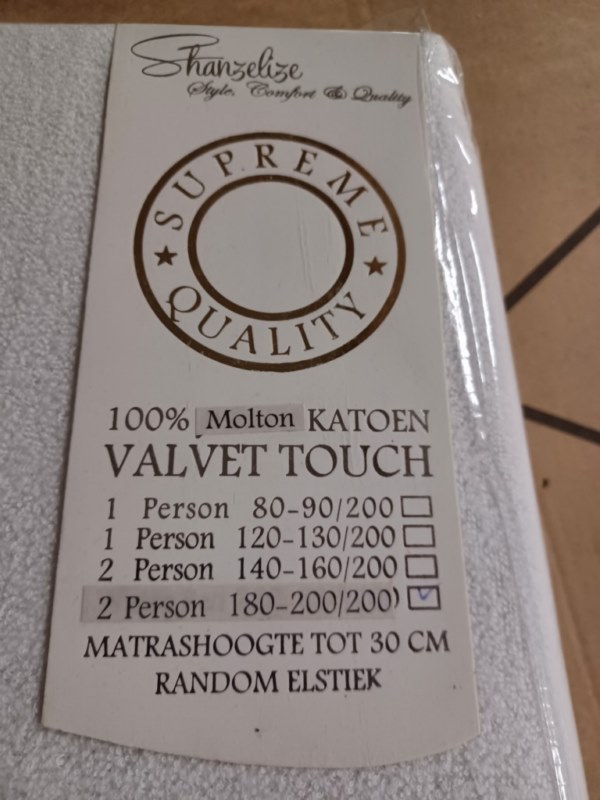 Shanzelize
Style, Comfort & Quality
SUPREME
QUALITY
100% Molton KATOEN
VALVET TOUCH
1 Person 80-90/200
1 Person 120-130/200
2 Person 140-160/200
2 Person 180-200/200)
MATRASHOOGTE TOT 30 CM
RANDOM ELSTIEK